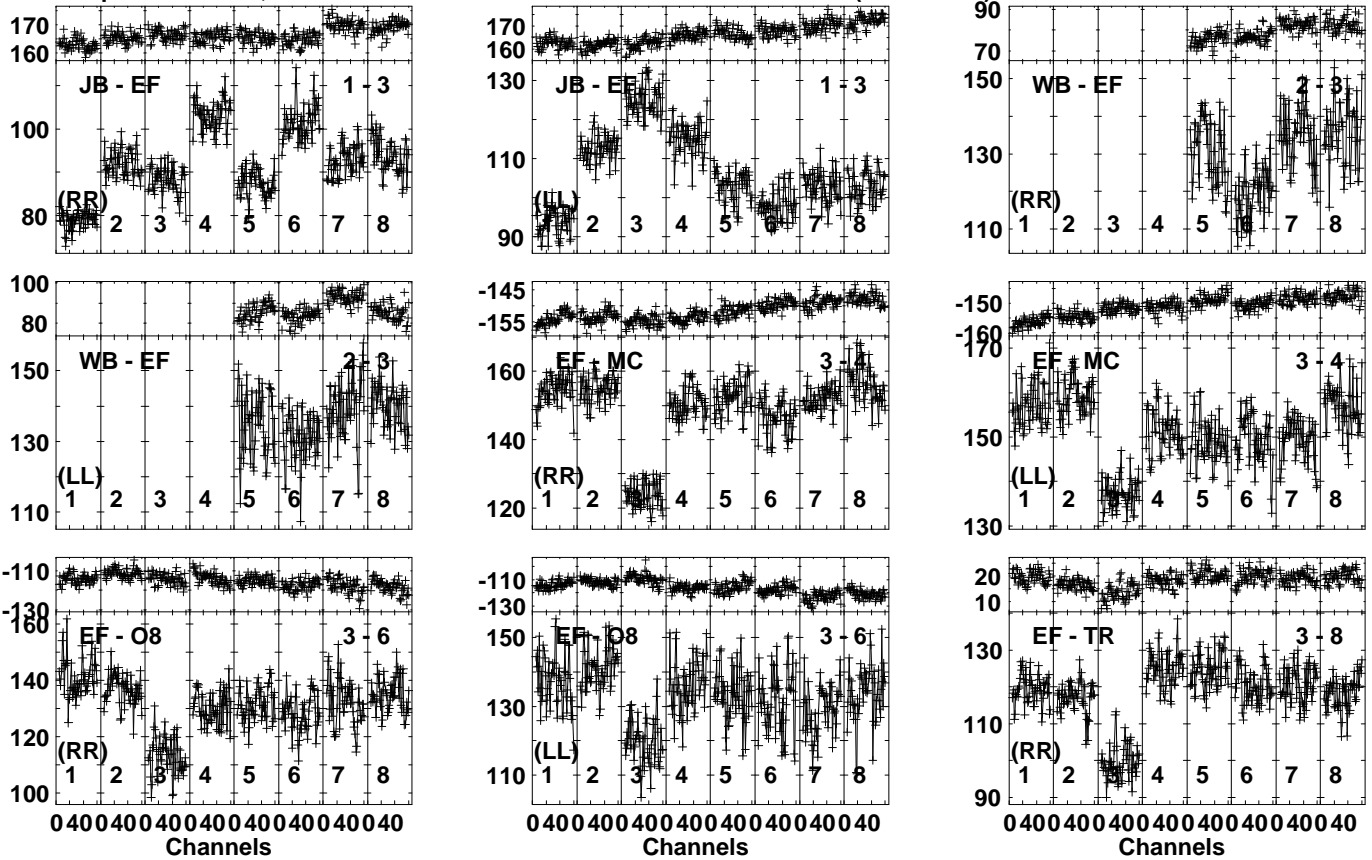 170
160
JB - EF 1 - 3
100
80
(RR)
1 2 3 4 5 6 7 8
170
160
JB - EF 1 - 3
130
110
90
(LL)
1 2 3 4 5 6 7 8
90
70
WB - EF 2 - 3
150
130
110
(RR)
1 2 3 4 5 6 7 8
100
80
WB - EF 2 - 3
150
130
110
(LL)
1 2 3 4 5 6 7 8
-145
-155
EF - MC 3 - 4
160
140
120
(RR)
1 2 3 4 5 6 7 8
-150
-160
EF - MC 3 - 4
170
150
130
(LL)
1 2 3 4 5 6 7 8
-110
-130
EF - O8 3 - 6
160
140
120
100
(RR)
1 2 3 4 5 6 7 8
0 40 0 40 0 40 0 40 0 40 0 40 0 40 0 40
Channels
-110
-130
EF - O8 3 - 6
150
130
110
(LL)
1 2 3 4 5 6 7 8
0 40 0 40 0 40 0 40 0 40 0 40 0 40 0 40
Channels
20
10
EF - TR 3 - 8
130
110
90
(RR)
1 2 3 4 5 6 7 8
0 40 0 40 0 40 0 40 0 40 0 40 0 40 0 40
Channels